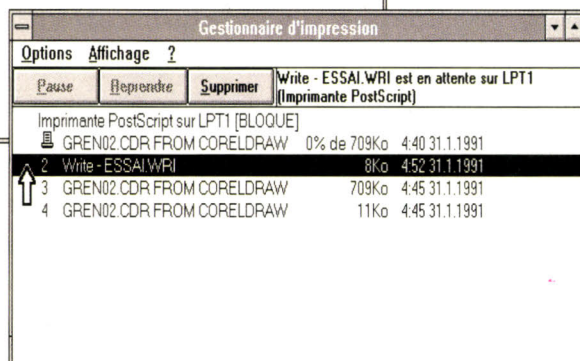 Gestionnaire d'impression
Options Affichage ?
Pause Reprendre Supprimer Write - ESSAI.WRI est en attente sur LPT1
(Imprimante PostScript)
Imprimante PostScript sur LPT1 [BLOQUE]
GREN02.CDR FROM CORELDRAW 0% de 709Ko 4:40 31.1.1991
2 Write - ESSAI.WRI 8Ko 4:52 31.1.1991
3 GREN02.CDR FROM CORELDRAW 709Ko 4:45 31.1.1991
4 GREN02.CDR FROM CORELDRAW 11Ko 4:45 31.1.1991